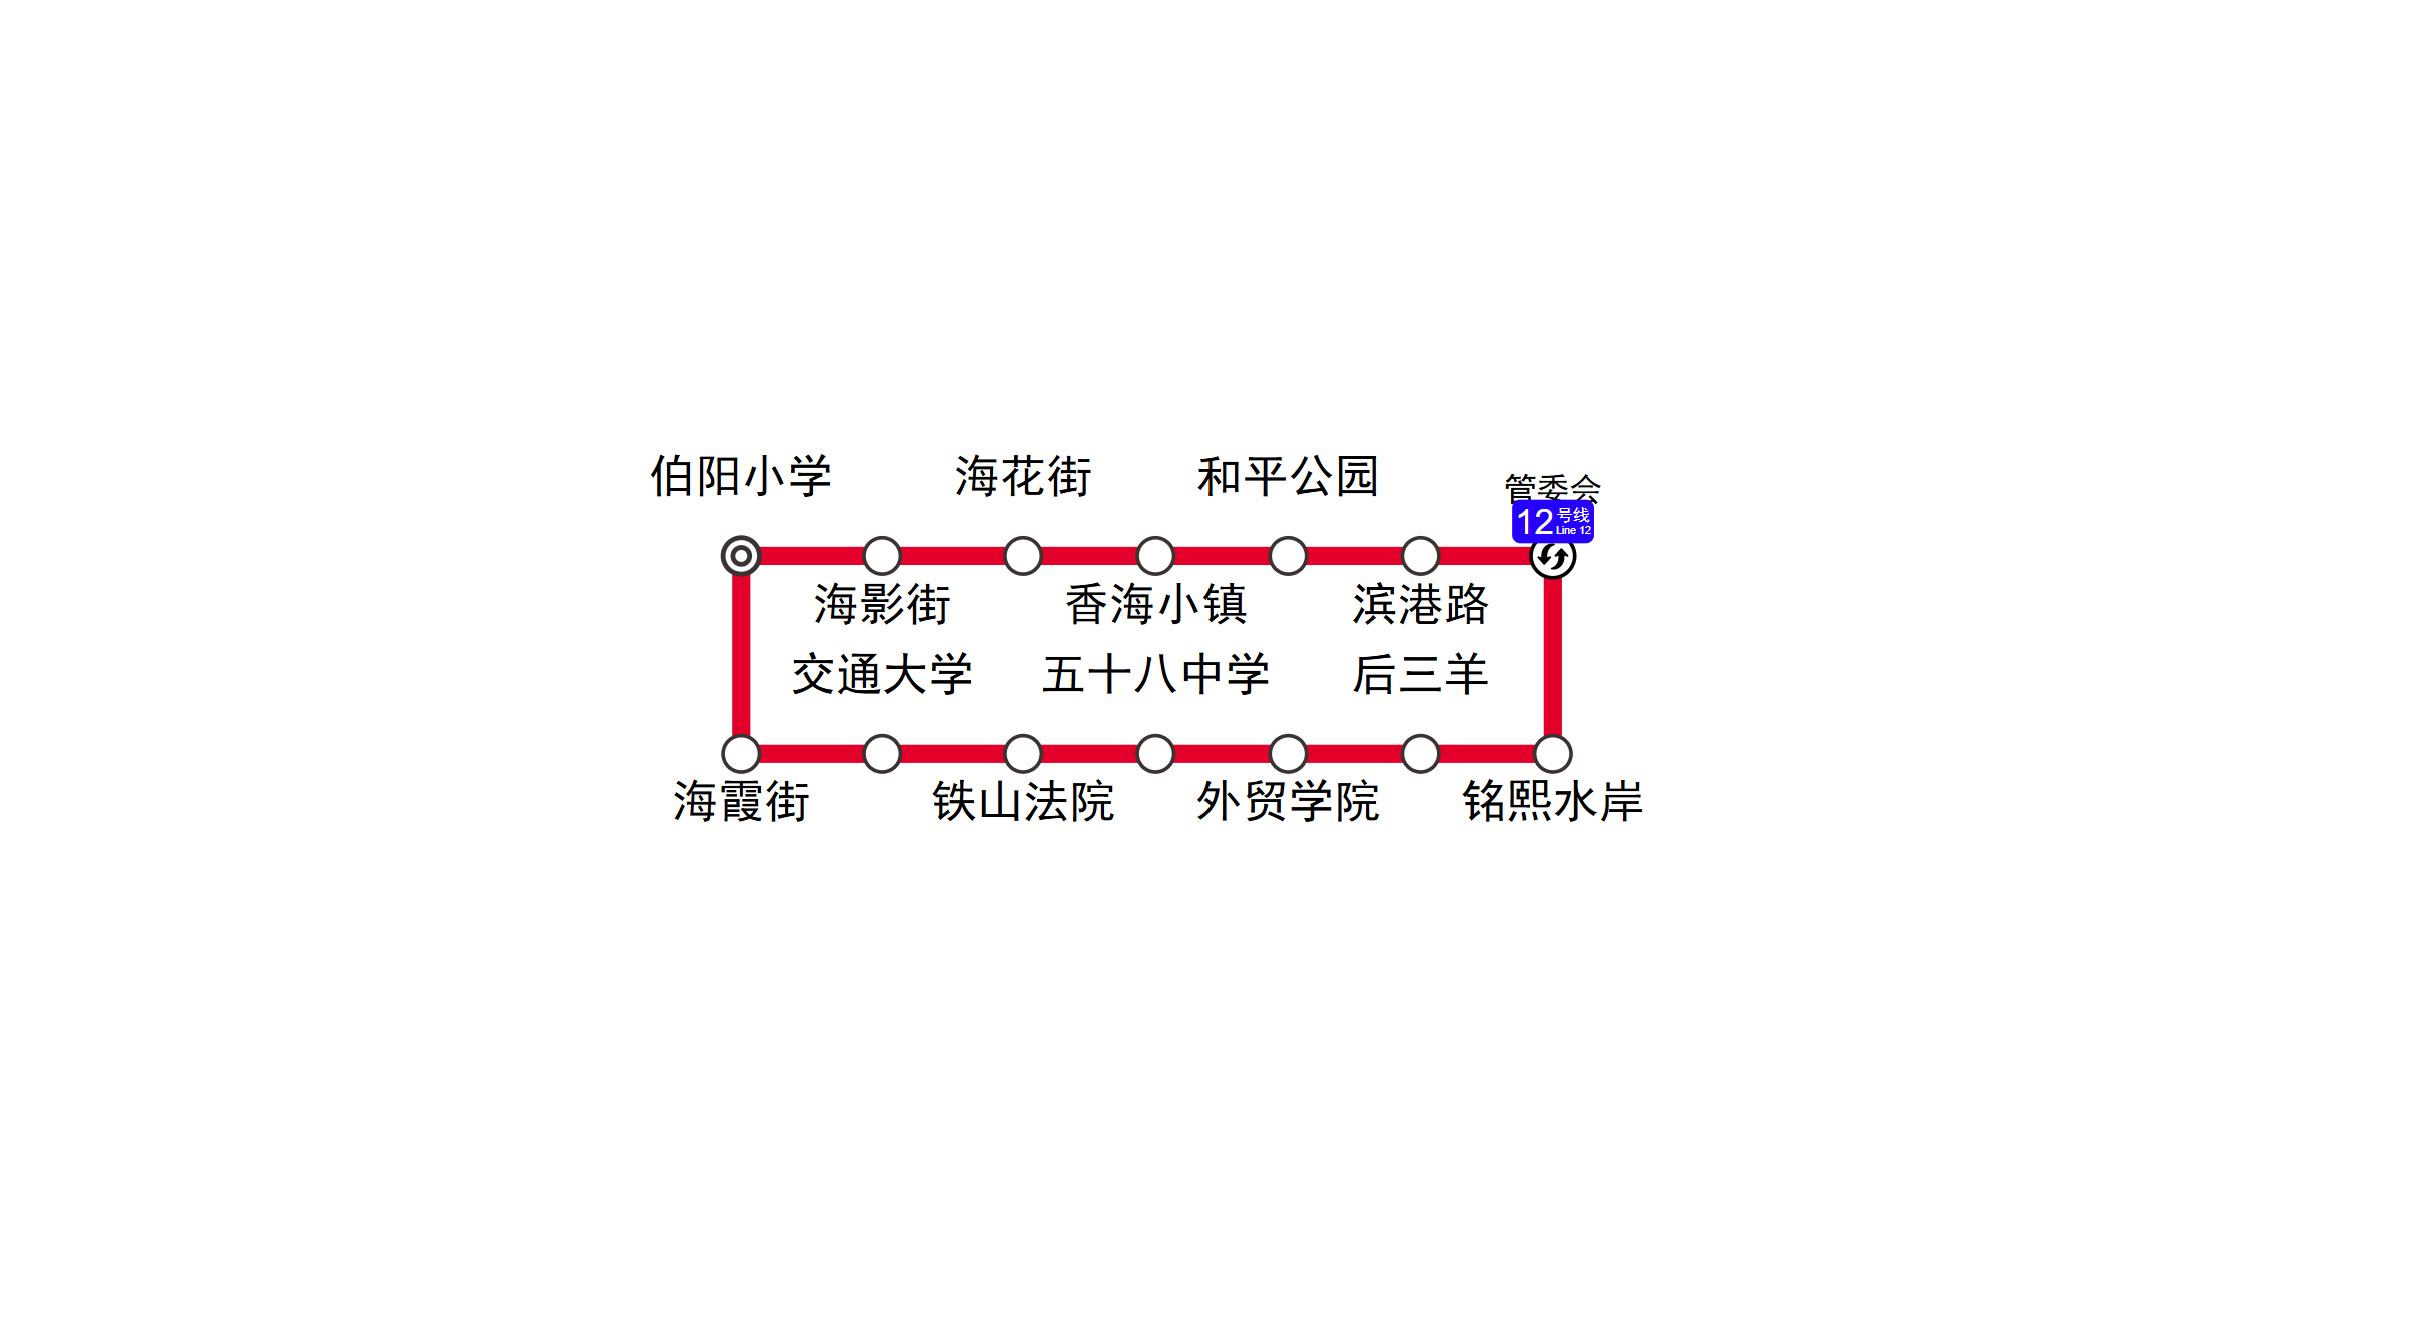 伯阳小学
海花街
和平公园
管委会
12号线
Line 12
海影街
香海小镇
滨港路
交通大学
五十八中学
后三羊
海霞街
铁山法院
外贸学院
铭熙水岸